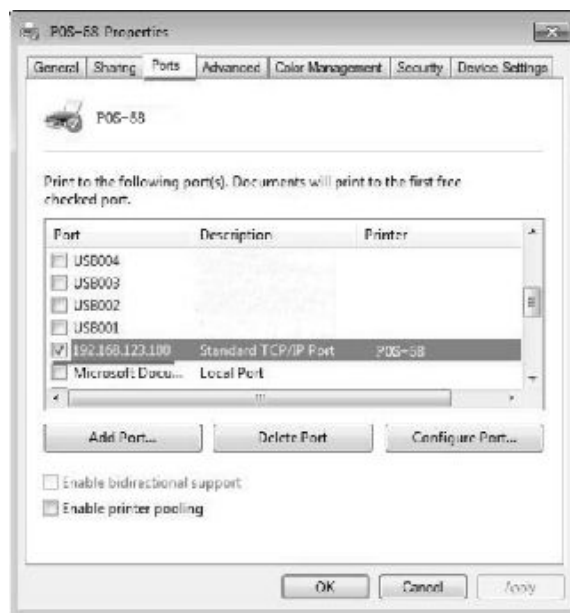 POS-58 Properties
General Sharing Ports Advanced Color Management Security Device Settings
POS-58
Print to the following port(s). Documents will print to the first free
checked port.
Port Description Printer
USB004
USB003
USB002
USB001
192.168.123.100 Standard TCP/IP Port POS-58
Microsoft Docu... Local Port
Add Port... Delete Port Configure Port...
Enable bidirectional support
Enable printer pooling
OK Cancel Apply